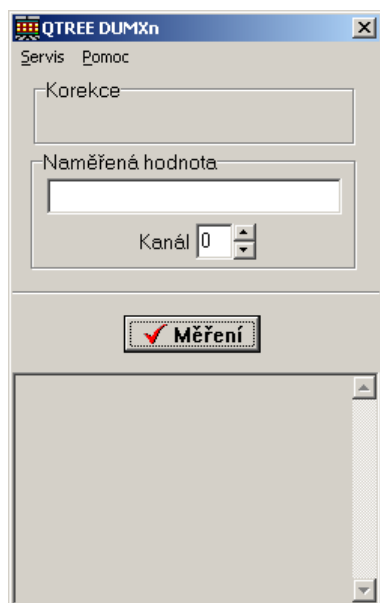 QTREE DUMXn
Servis Pomoc
Korekce
Naměřená hodnota
Kanál 0
Měření